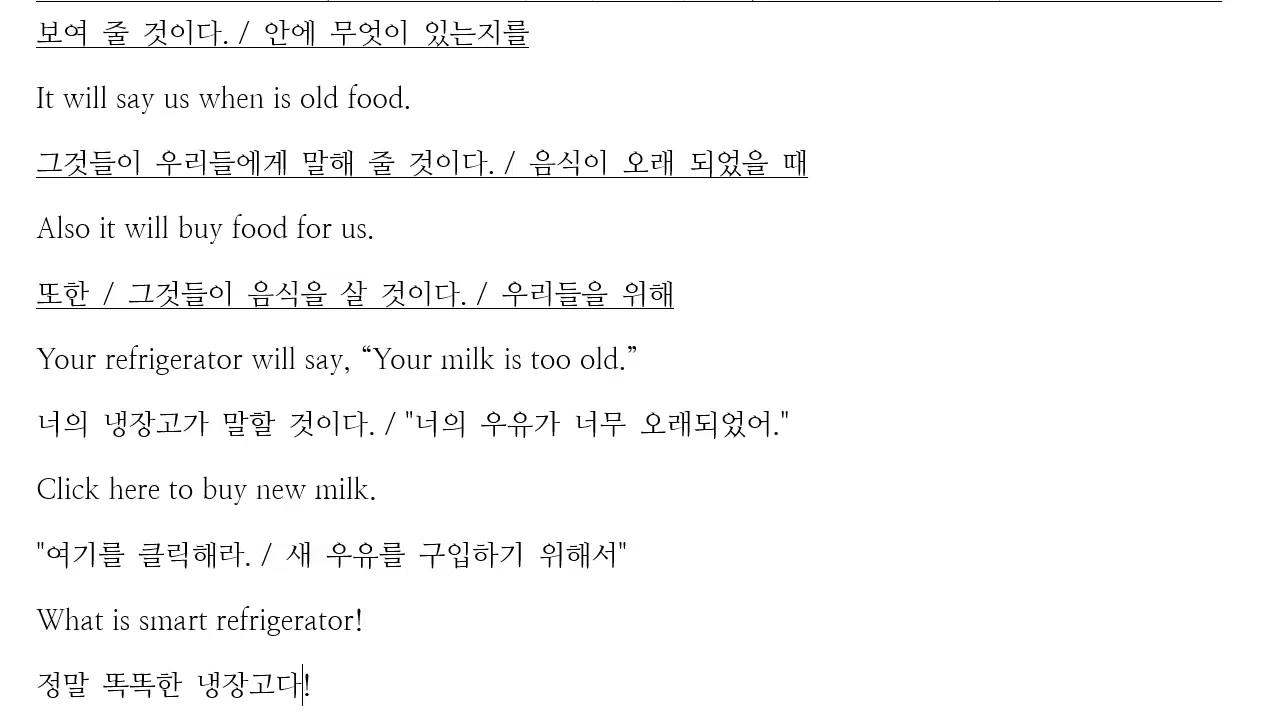 보여 줄 것이다. / 안에 무엇이 있는지를
It will say us when is old food.
그것들이 우리들에게 말해 줄 것이다. / 음식이 오래 되었을 때
Also it will buy food for us.
또한 / 그것들이 음식을 살 것이다. / 우리들을 위해
Your refrigerator will say, “Your milk is too old.”
너의 냉장고가 말할 것이다. / "너의 우유가 너무 오래되었어."
Click here to buy new milk.
"여기를 클릭해라. / 새 우유를 구입하기 위해서"
What is smart refrigerator!
정말 똑똑한 냉장고다!